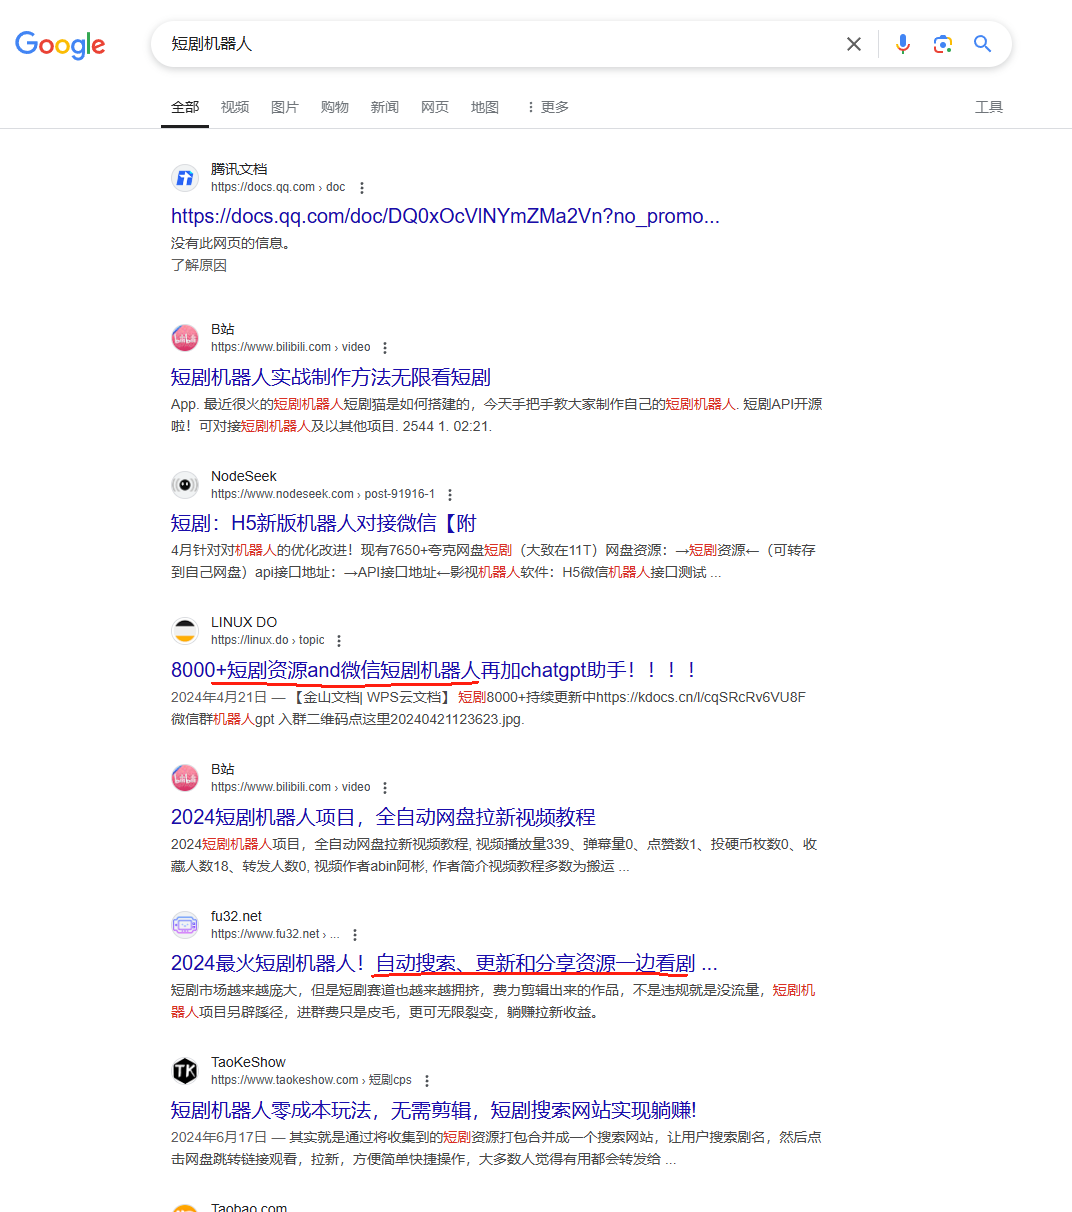 Google
短剧机器人
全部 视频 图片 购物 新闻 网页 地图 更多 工具
腾讯文档
https://docs.qq.com › doc
https://docs.qq.com/doc/DQ0xOcVlNYmZMa2Vn?no_promo...
没有此网页的信息。
了解原因
B站
https://www.bilibili.com › video
短剧机器人实战制作方法无限看短剧
App. 最近很火的短剧机器人短剧猫是如何搭建的，今天手把手教大家制作自己的短剧机器人. 短剧API开源
啦！可对接短剧机器人及以其他项目. 2544 1. 02:21.
NodeSeek
https://www.nodeseek.com › post-91916-1
短剧：H5新版机器人对接微信【附
4月针对对机器人的优化改进！现有7650+夸克网盘短剧（大致在11T）网盘资源：→短剧资源←（可转存
到自己网盘）api接口地址：→API接口地址←影视机器人软件：H5微信机器人接口测试 ...
LINUX DO
https://linux.do › topic
8000+短剧资源and微信短剧机器人再加chatgpt助手！！！！
2024年4月21日 — 【金山文档| WPS云文档】 短剧8000+持续更新中https://kdocs.cn/l/cqSRcRv6VU8F
微信群机器人gpt 入群二维码点这里20240421123623.jpg.
B站
https://www.bilibili.com › video
2024短剧机器人项目，全自动网盘拉新视频教程
2024短剧机器人项目，全自动网盘拉新视频教程, 视频播放量339、弹幕量0、点赞数1、投硬币枚数0、收
藏人数18、转发人数0, 视频作者abin阿彬, 作者简介视频教程多数为搬运 ...
fu32.net
https://www.fu32.net › ...
2024最火短剧机器人！自动搜索、更新和分享资源一边看剧 ...
短剧市场越来越庞大，但是短剧赛道也越来越拥挤，费力剪辑出来的作品，不是违规就是没流量，短剧机
器人项目另辟蹊径，进群费只是皮毛，更可无限裂变，躺赚拉新收益。
TK
TaoKeShow
https://www.taokeshow.com › 短剧cps
短剧机器人零成本玩法，无需剪辑，短剧搜索网站实现躺赚!
2024年6月17日 — 其实就是通过将收集到的短剧资源打包合并成一个搜索网站，让用户搜索剧名，然后点
击网盘跳转链接观看，拉新，方便简单快捷操作，大多数人觉得有用都会转发给 ...
Taobao.com